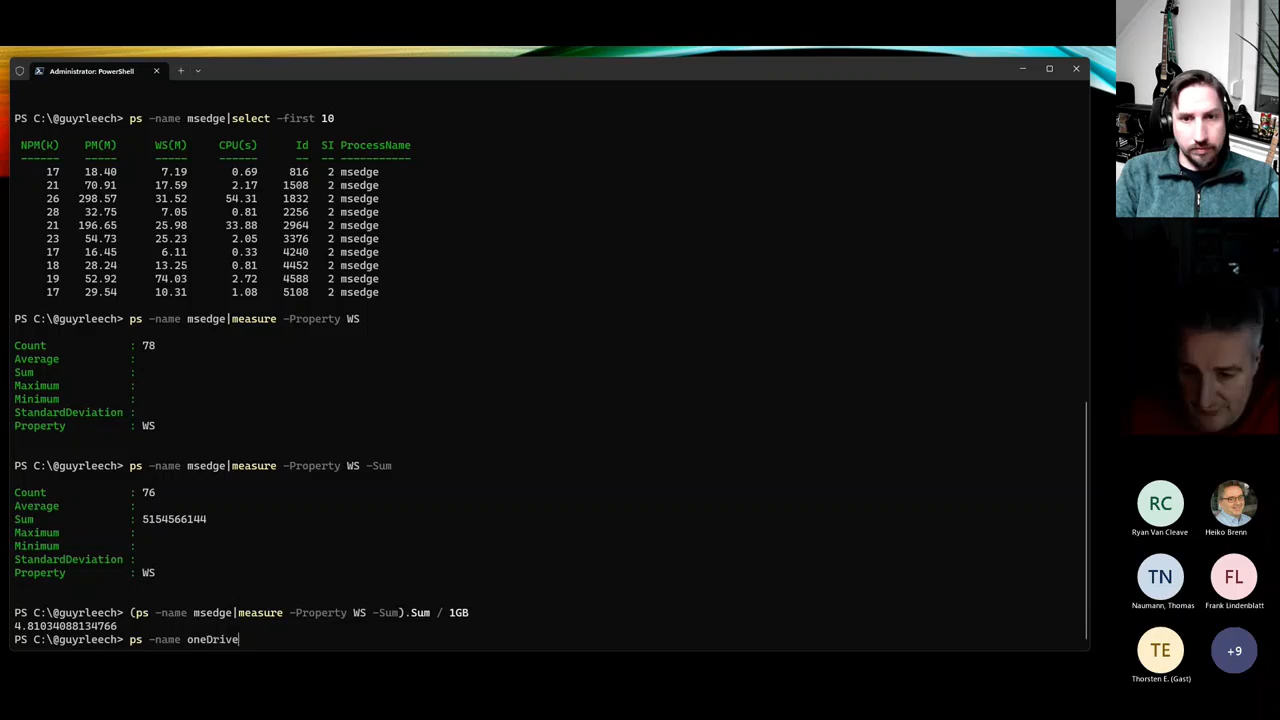 Administrator: PowerShell
PS C:\@guyrleech> ps -name msedge|select -first 10
NPM(K) PM(M) WS(M) CPU(s) Id SI ProcessName
------ ----- ----- ------ -- -- -----------
17 18.40 7.19 0.69 816 2 msedge
21 70.91 17.59 2.17 1508 2 msedge
26 298.57 31.52 54.31 1832 2 msedge
28 32.75 7.05 0.81 2256 2 msedge
21 196.65 25.98 33.88 2964 2 msedge
23 54.73 25.23 2.05 3376 2 msedge
17 16.45 6.11 0.33 4240 2 msedge
18 28.24 13.25 0.81 4452 2 msedge
19 52.92 74.03 2.72 4588 2 msedge
17 29.54 10.31 1.08 5108 2 msedge
PS C:\@guyrleech> ps -name msedge|measure -Property WS
Count : 78
Average :
Sum :
Maximum :
Minimum :
StandardDeviation :
Property : WS
PS C:\@guyrleech> ps -name msedge|measure -Property WS -Sum
Count : 76
Average :
Sum : 5154566144
Maximum :
Minimum :
StandardDeviation :
Property : WS
PS C:\@guyrleech> (ps -name msedge|measure -Property WS -Sum).Sum / 1GB
4.81034088134766
PS C:\@guyrleech> ps -name oneDrive
RC
Ryan Van Cleave
Heiko Brenn
TN
Naumann, Thomas
FL
Frank Lindenblatt
TE
Thorsten E. (Gast)
+9